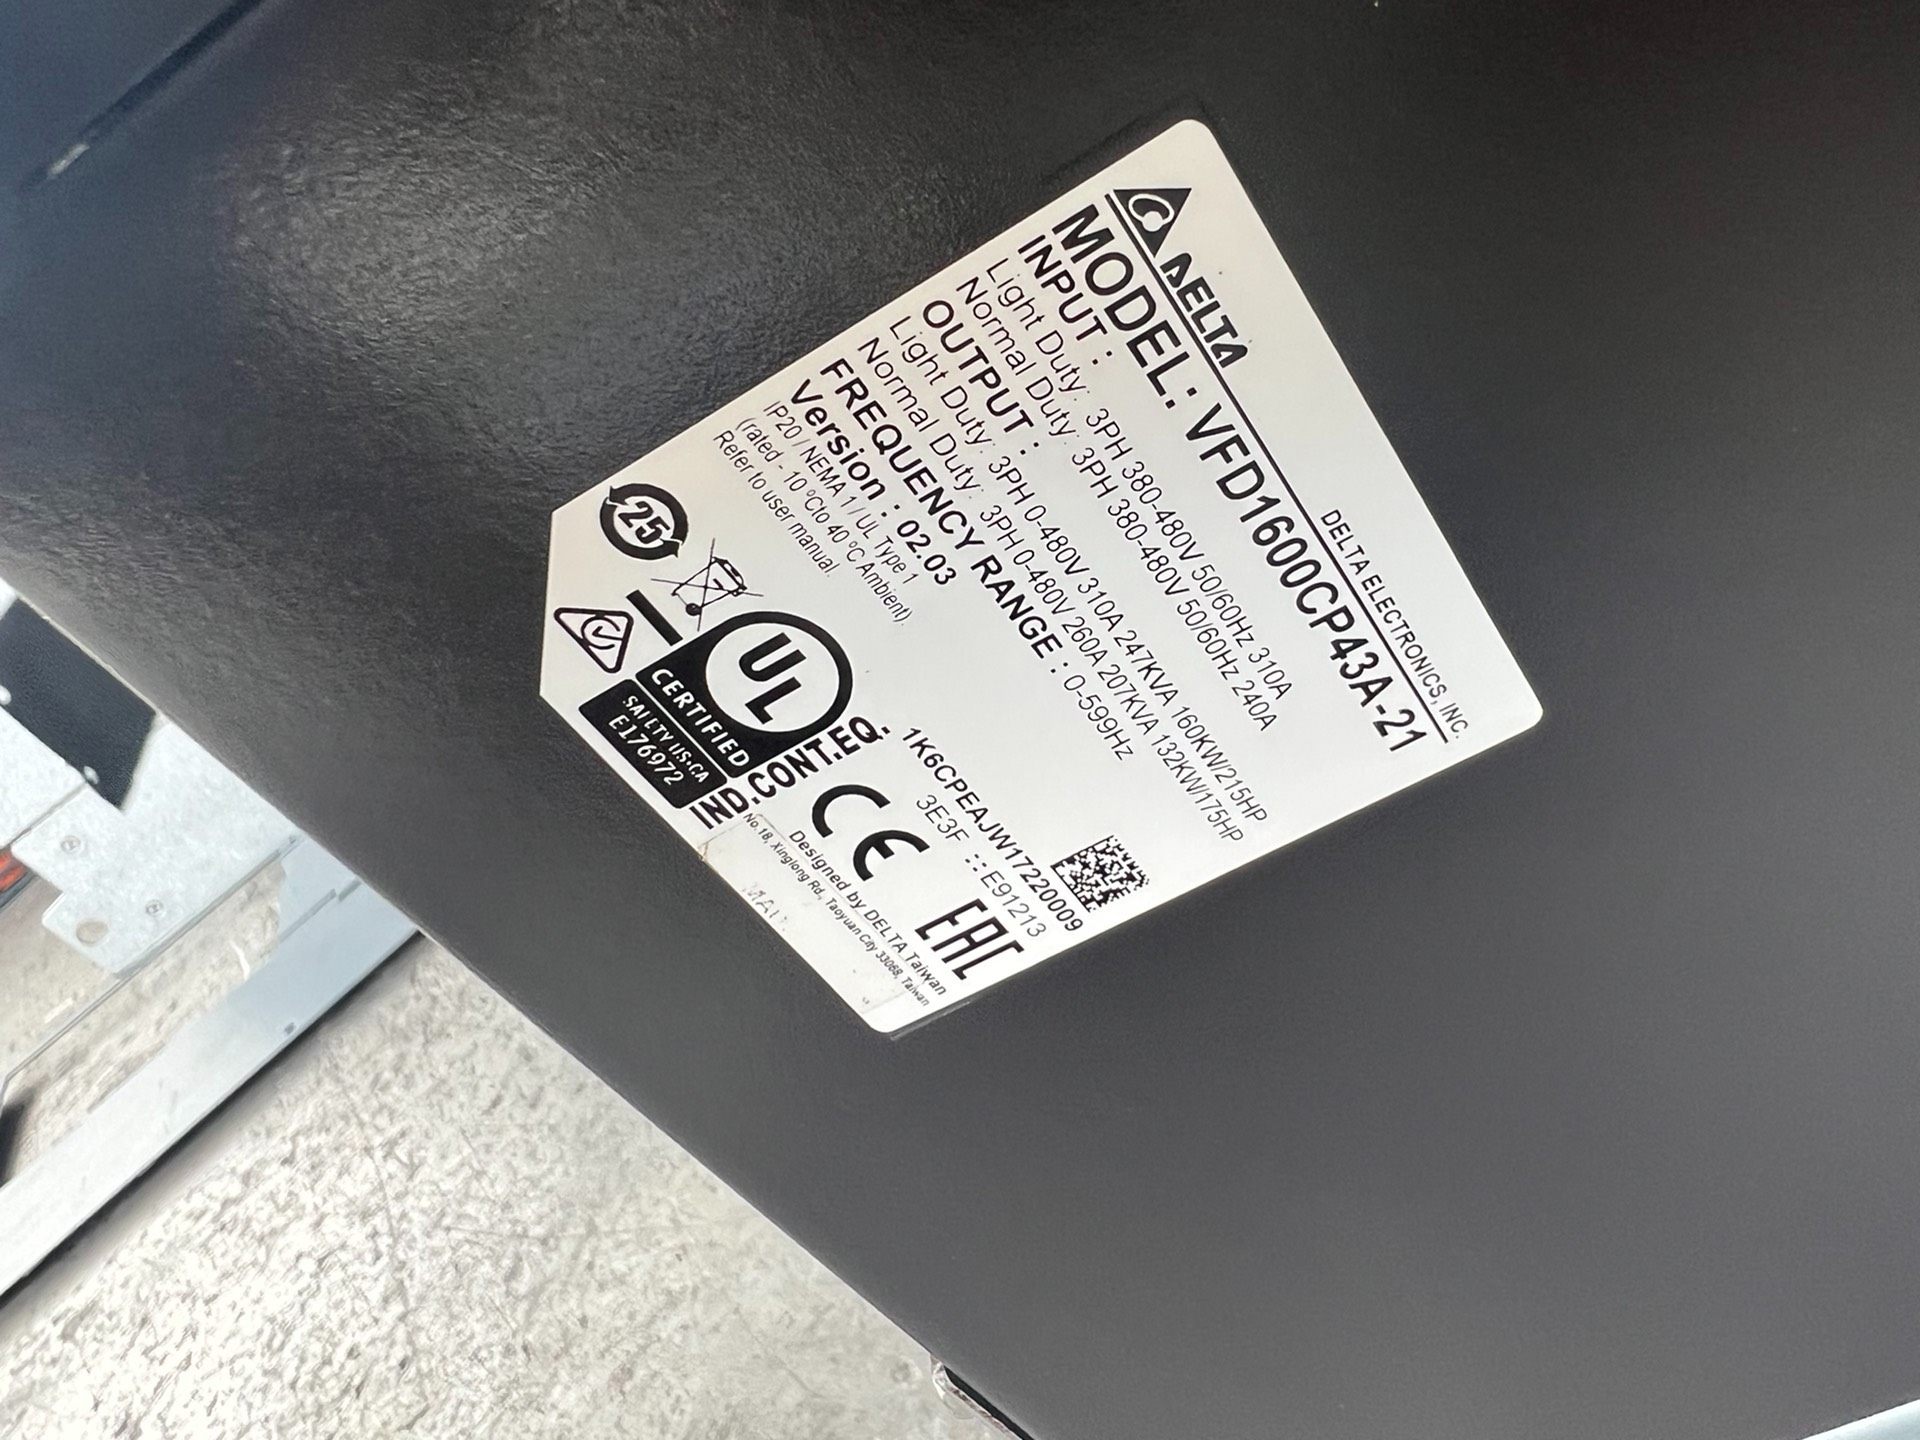 DELTA
DELTA ELECTRONICS, INC.
MODEL: VFD1600CP43A-21
INPUT :
Light Duty: 3PH 380-480V 50/60Hz 310A
Normal Duty: 3PH 380-480V 50/60Hz 240A
OUTPUT :
Light Duty: 3PH 0-480V 310A 247KVA 160KW/215HP
Normal Duty: 3PH 0-480V 260A 207KVA 132KW/175HP
FREQUENCY RANGE : 0-599Hz
Version : 02.03
IP20 / NEMA 1 / UL Type 1
(rated - 10 °Cto 40 °C Ambient).
Refer to user manual.
1K6CPEAJW17220009
3E3F :: E91213
25
UL
CERTIFIED
SAFETY US-CA
E176972
IND.CONT.EQ.
CE
EAC
Designed by DELTA Taiwan
No.18, Xinglong Rd., Taoyuan City 33068, Taiwan